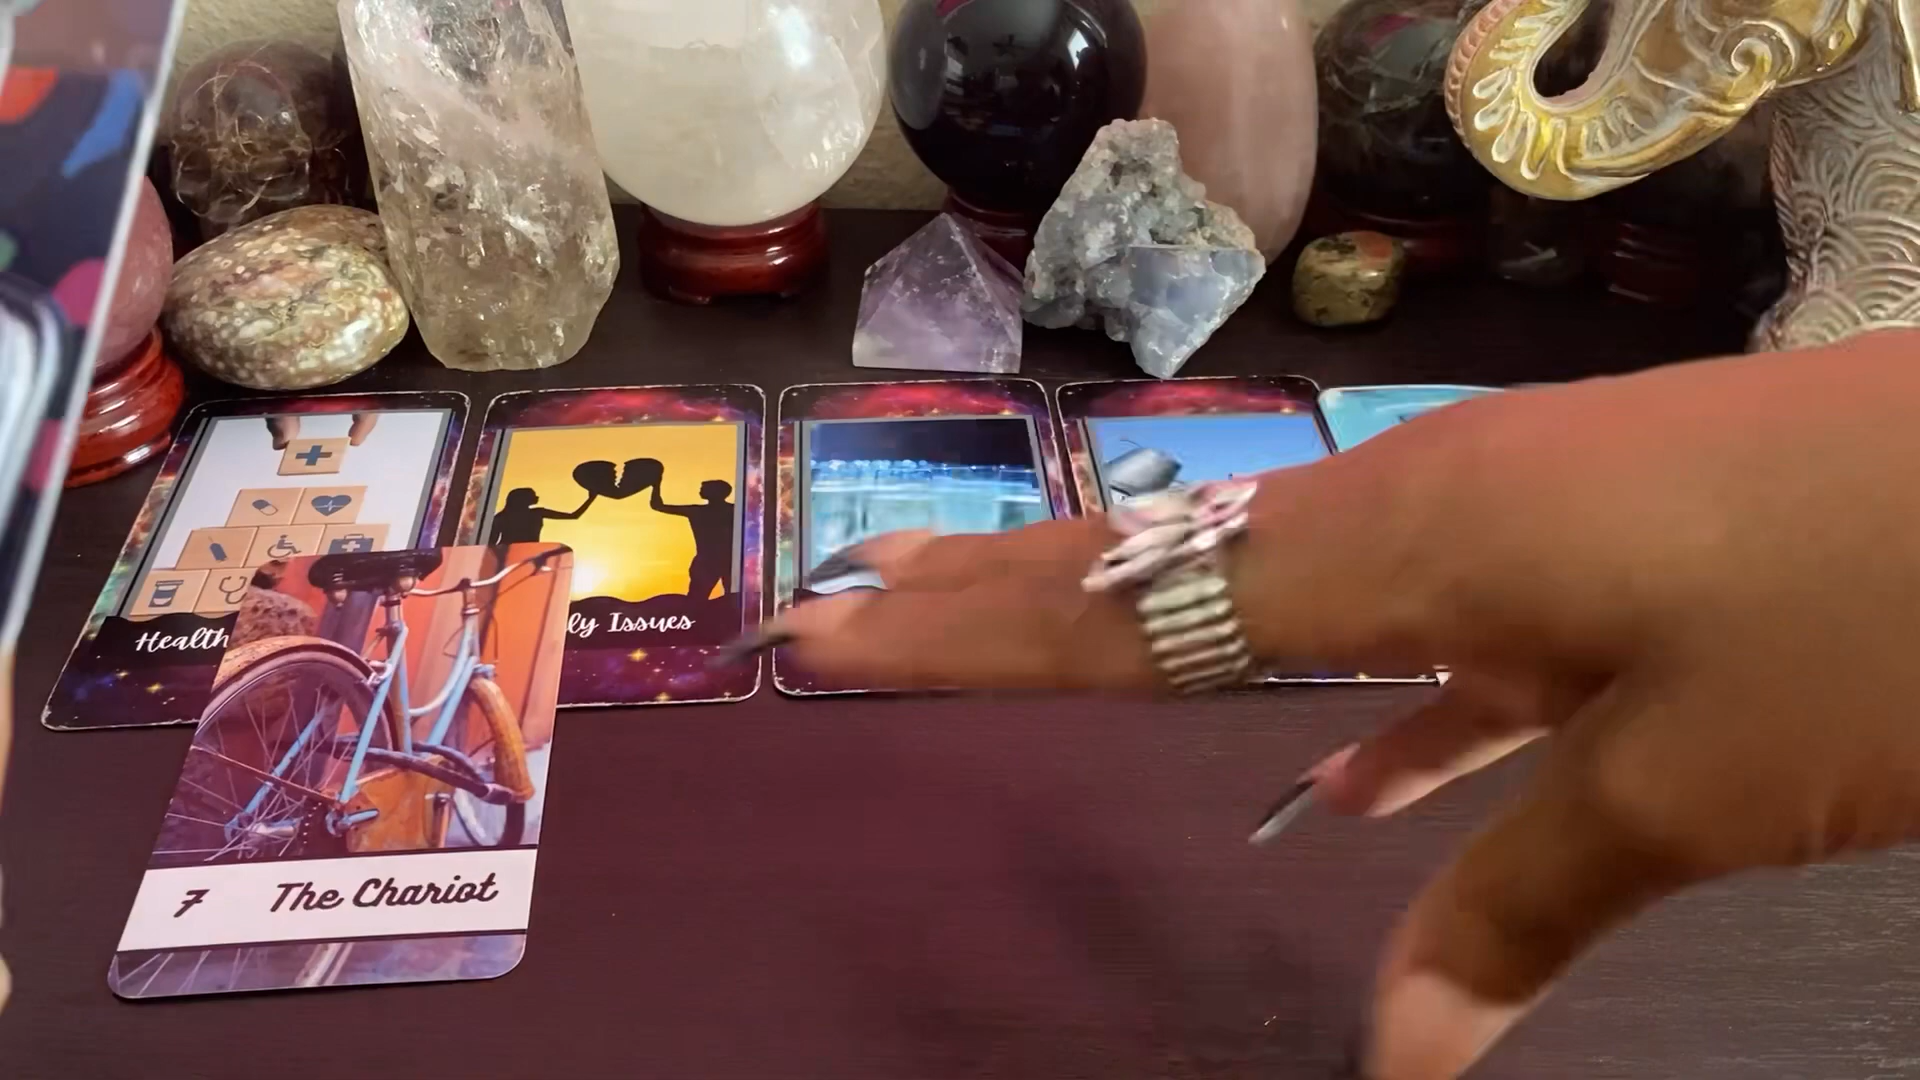 Health
ly Issues
7 The Chariot